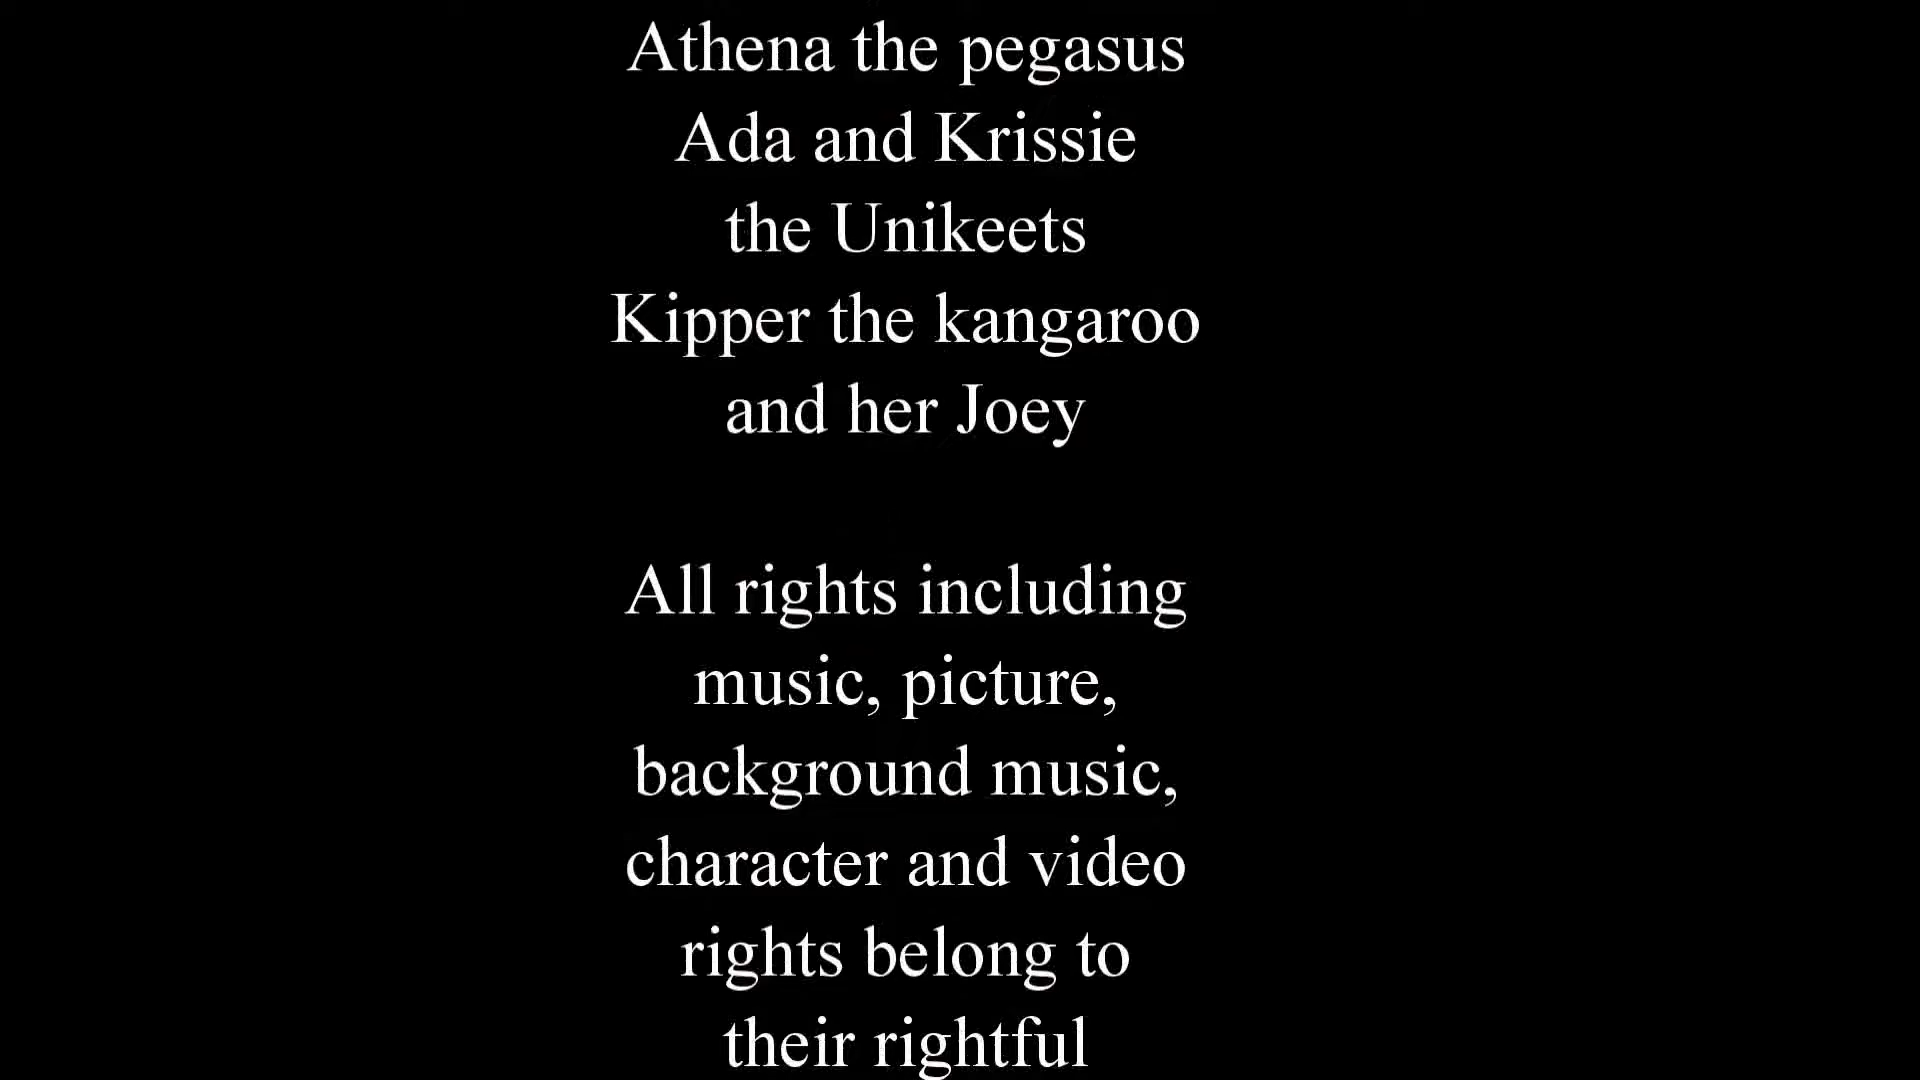 Athena the pegasus
Ada and Krissie
the Unikeets
Kipper the kangaroo
and her Joey
All rights including
music, picture,
background music,
character and video
rights belong to
their rightful